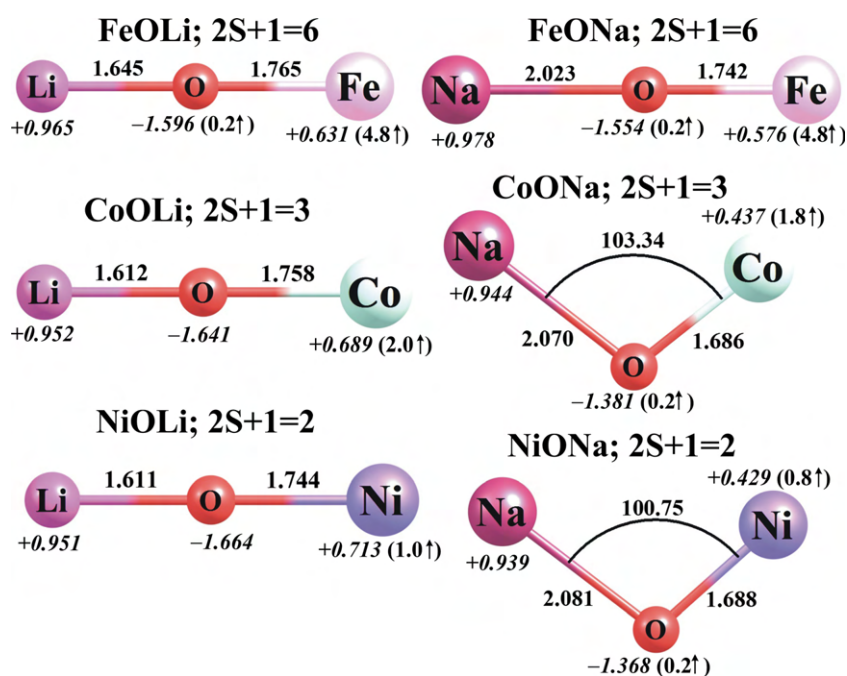 FeOLi; 2S+1=6
1.645 1.765
Li O Fe
+0.965 −1.596 (0.2↑) +0.631 (4.8↑)
FeONa; 2S+1=6
2.023 1.742
Na O Fe
+0.978 −1.554 (0.2↑) +0.576 (4.8↑)
CoOLi; 2S+1=3
1.612 1.758
Li O Co
+0.952 −1.641 +0.689 (2.0↑)
CoONa; 2S+1=3
+0.437 (1.8↑)
Na 103.34 Co
+0.944
2.070 1.686
O
−1.381 (0.2↑)
NiOLi; 2S+1=2
1.611 1.744
Li O Ni
+0.951 −1.664 +0.713 (1.0↑)
NiONa; 2S+1=2
+0.429 (0.8↑)
Na 100.75 Ni
+0.939
2.081 1.688
O
−1.368 (0.2↑)